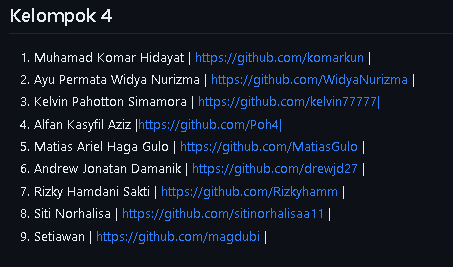 Kelompok 4
1. Muhamad Komar Hidayat | https://github.com/komarkun |
2. Ayu Permata Widya Nurizma | https://github.com/WidyaNurizma |
3. Kelvin Pahotton Simamora | https://github.com/kelvin77777|
4. Alfan Kasyfil Aziz |https://github.com/Poh4|
5. Matias Ariel Haga Gulo | https://github.com/MatiasGulo |
6. Andrew Jonatan Damanik | https://github.com/drewjd27 |
7. Rizky Hamdani Sakti | https://github.com/Rizkyhamm |
8. Siti Norhalisa | https://github.com/sitinorhalisaa11 |
9. Setiawan | https://github.com/magdubi |